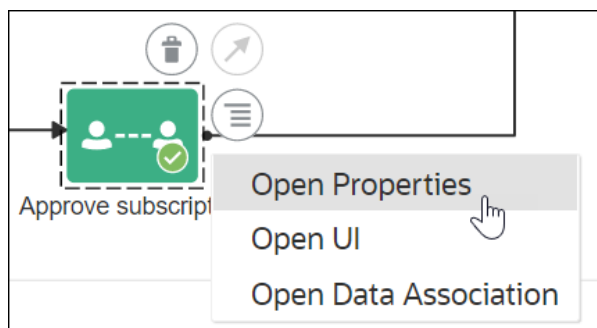 Approve subscript
Open Properties
Open UI
Open Data Association